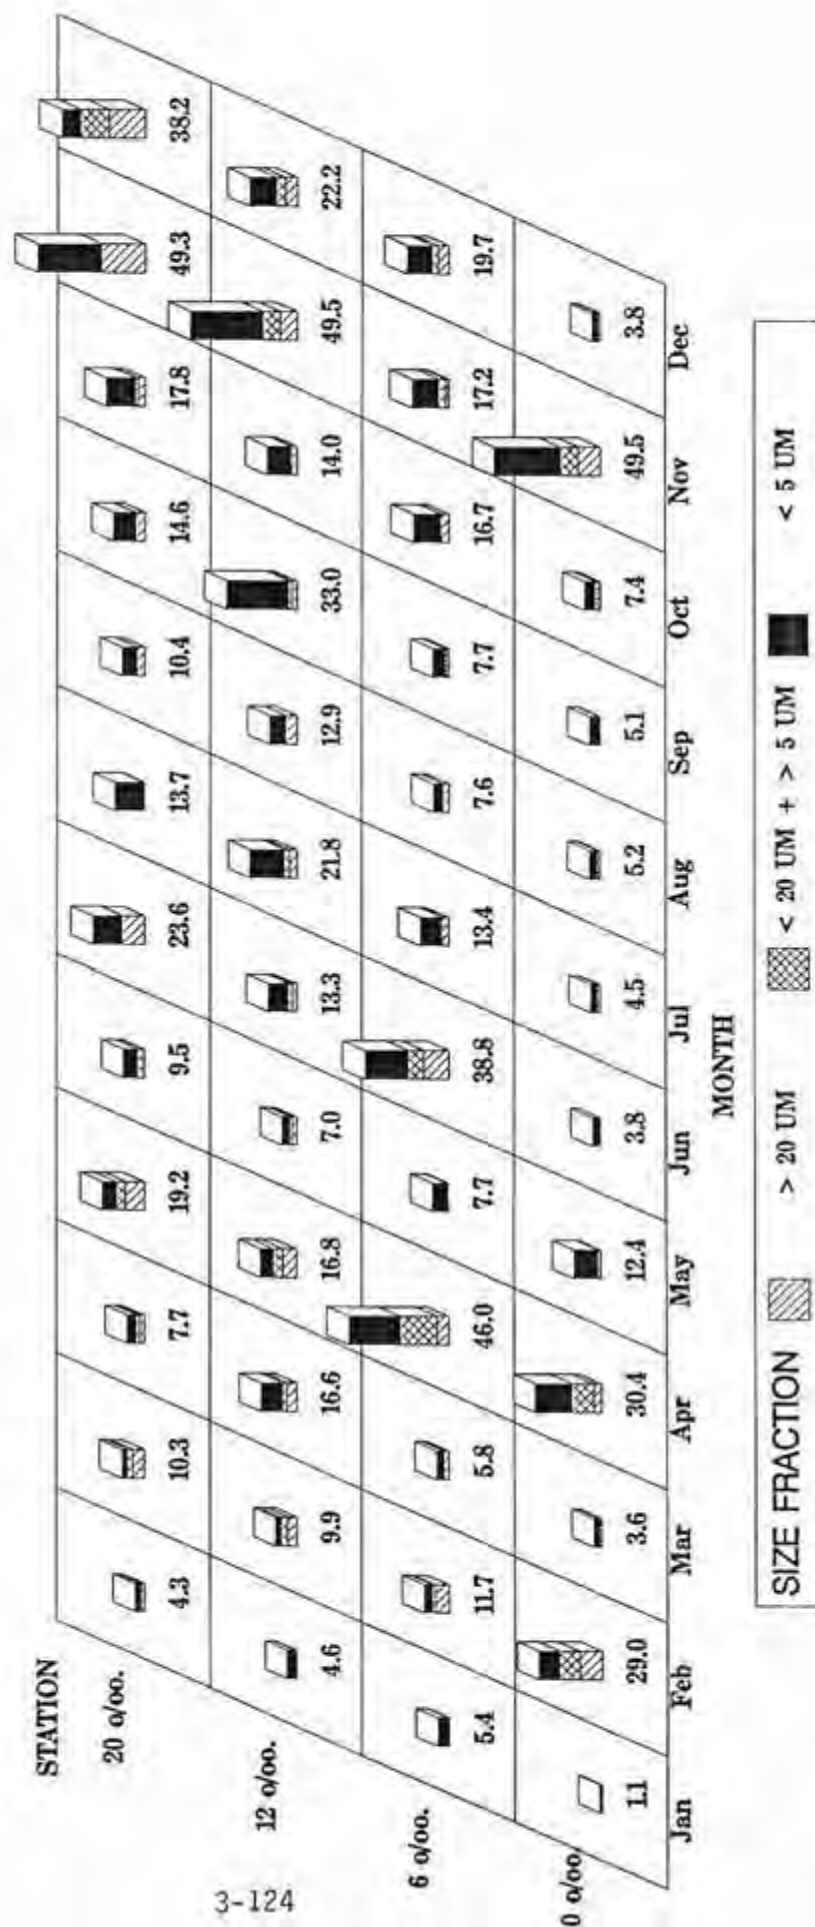 STATION
20 o/oo.
4.3 10.3 7.7 19.2 9.5 23.6 13.7 10.4 14.6 17.8 49.3 38.2
12 o/oo.
4.6 9.9 16.6 16.8 7.0 13.3 21.8 12.9 33.0 14.0 49.5 22.2
6 o/oo.
5.4 11.7 5.8 46.0 7.7 38.8 13.4 7.6 7.7 16.7 17.2 19.7
0 o/oo.
1.1 29.0 3.6 30.4 12.4 3.8 4.5 5.2 5.1 7.4 49.5 3.8
Jan Feb Mar Apr May Jun Jul Aug Sep Oct Nov Dec
MONTH
SIZE FRACTION > 20 UM < 20 UM + > 5 UM < 5 UM
3-124